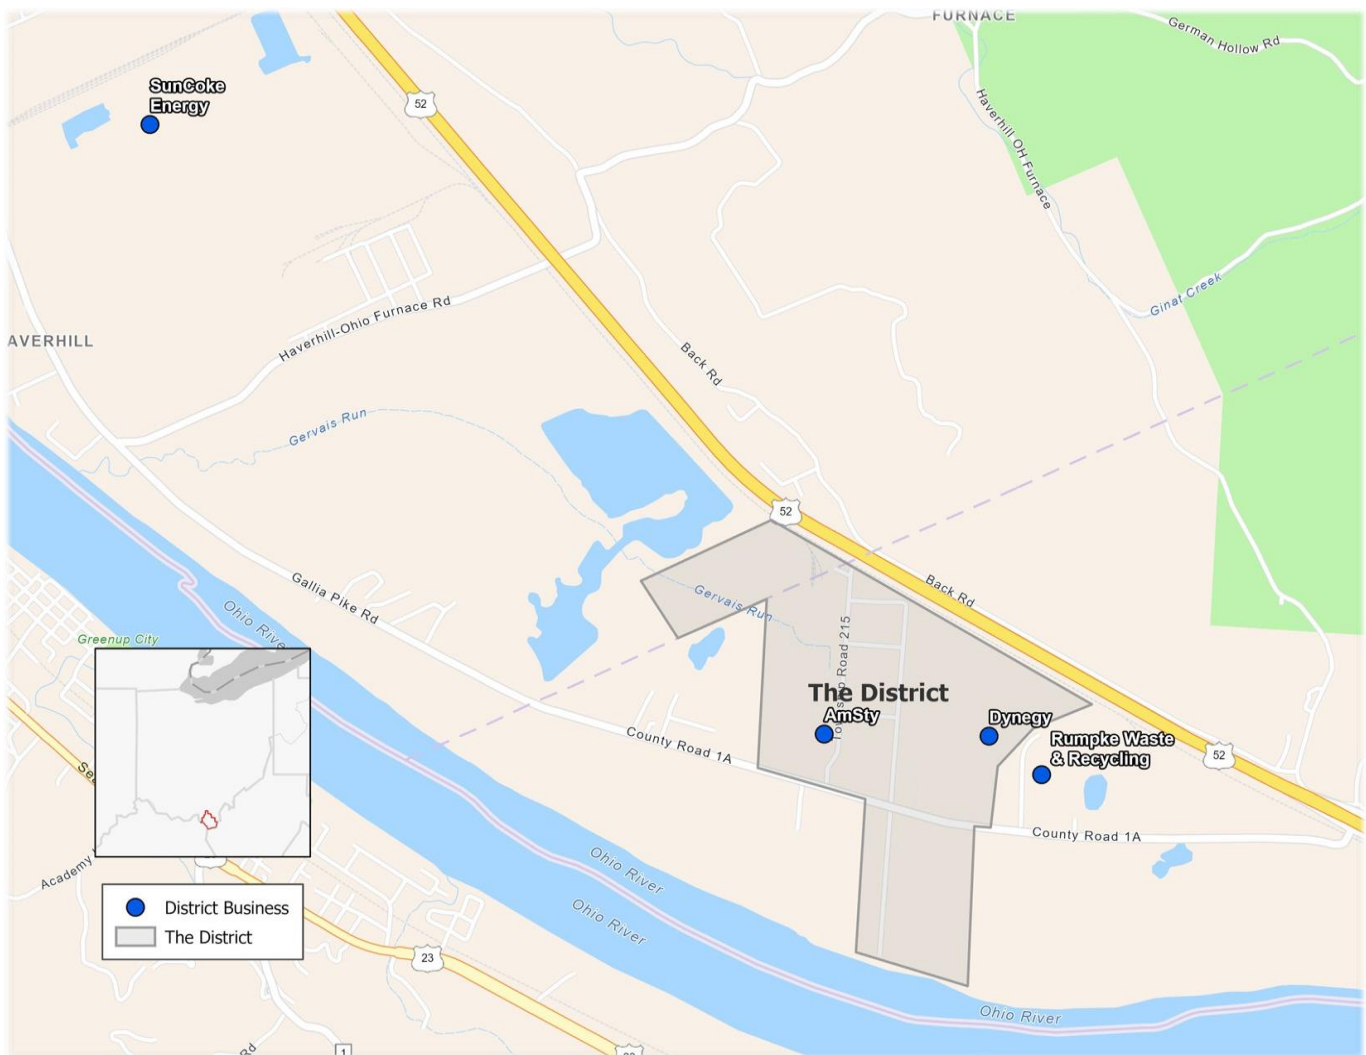 FURNACE
German Hollow Rd
SunCoke
Energy
52
Haverhill OH Furnace
Ginat Creek
Haverhill-Ohio Furnace Rd
AVERHILL
Back Rd
Gervais Run
52
Gallia Pike Rd
Back Rd
Gervais Run
Ohio Rive
Greenup City
Road 215
The District
AmSty
Dynegy
Rumpke Waste
& Recycling
County Road 1A
52
County Road 1A
Academy
Ohio River
Ohio River
District Business
The District
23
Ohio River
Rd
1